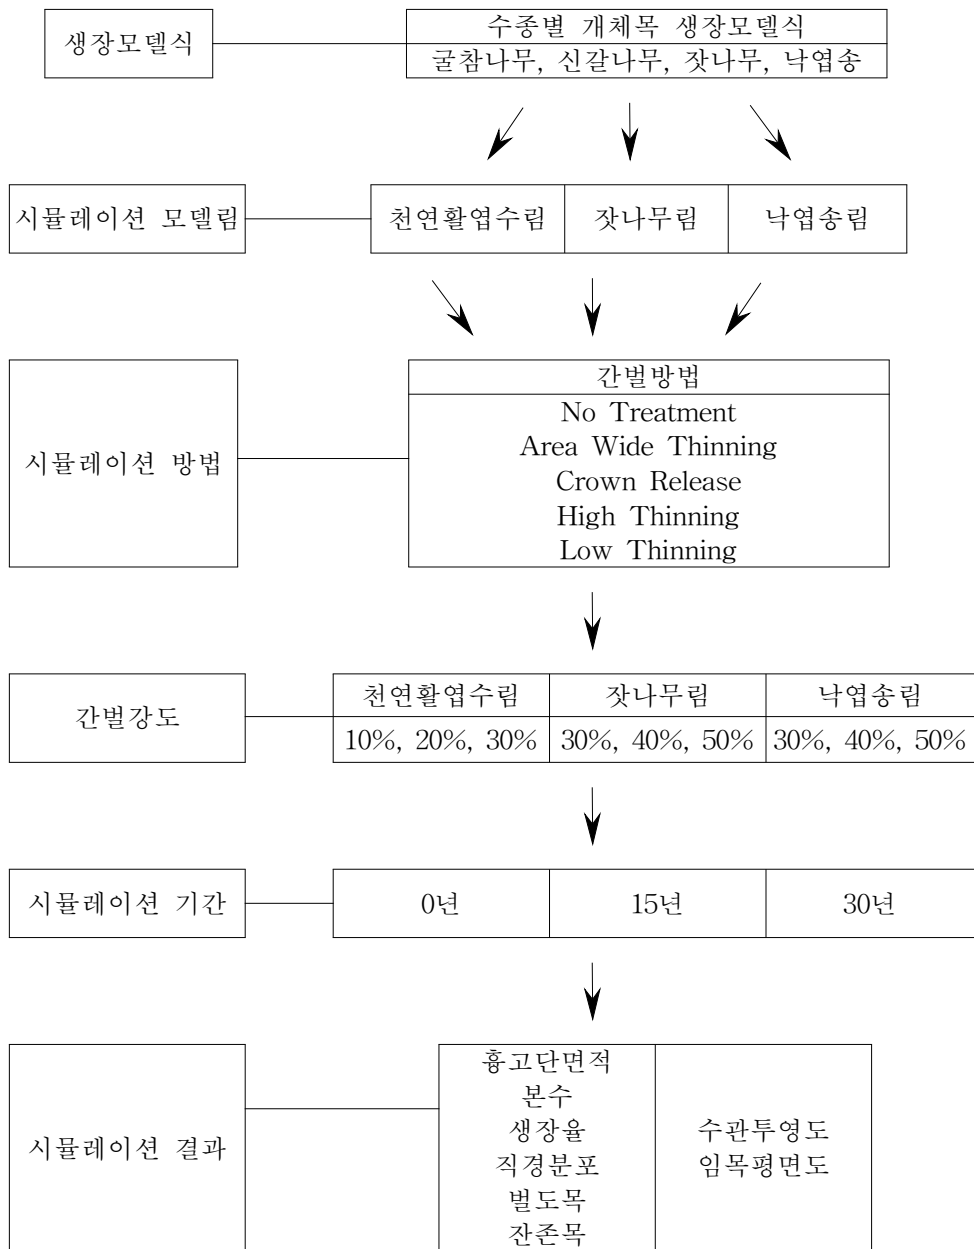 생장모델식
수종별 개체목 생장모델식
굴참나무, 신갈나무, 잣나무, 낙엽송
시뮬레이션 모델림
천연활엽수림
잣나무림
낙엽송림
시뮬레이션 방법
간벌방법
No Treatment
Area Wide Thinning
Crown Release
High Thinning
Low Thinning
간벌강도
천연활엽수림
잣나무림
낙엽송림
10%, 20%, 30%
30%, 40%, 50%
30%, 40%, 50%
시뮬레이션 기간
0년
15년
30년
시뮬레이션 결과
흉고단면적
본수
생장율
직경분포
벌도목
잔존목
수관투영도
임목평면도